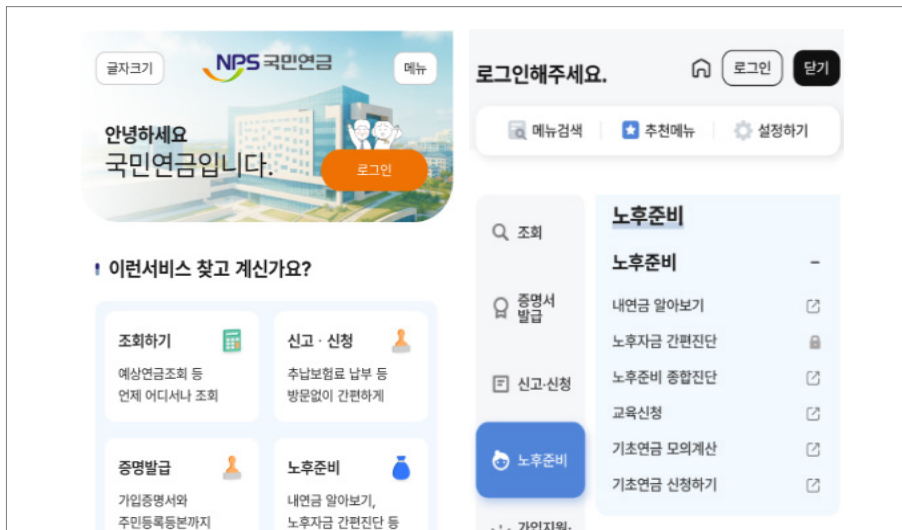 글자크기
NPS 국민연금
메뉴
안녕하세요
국민연금입니다.
로그인
이런서비스 찾고 계신가요?
조회하기
예상연금조회 등
언제 어디서나 조회
신고 · 신청
추납보험료 납부 등
방문없이 간편하게
증명발급
가입증명서와
주민등록등본까지
노후준비
내연금 알아보기,
노후자금 간편진단 등
로그인해주세요.
로그인
닫기
메뉴검색
추천메뉴
설정하기
조회
증명서
발급
신고·신청
노후준비
가입지원·
노후준비
노후준비
내연금 알아보기
노후자금 간편진단
노후준비 종합진단
교육신청
기초연금 모의계산
기초연금 신청하기